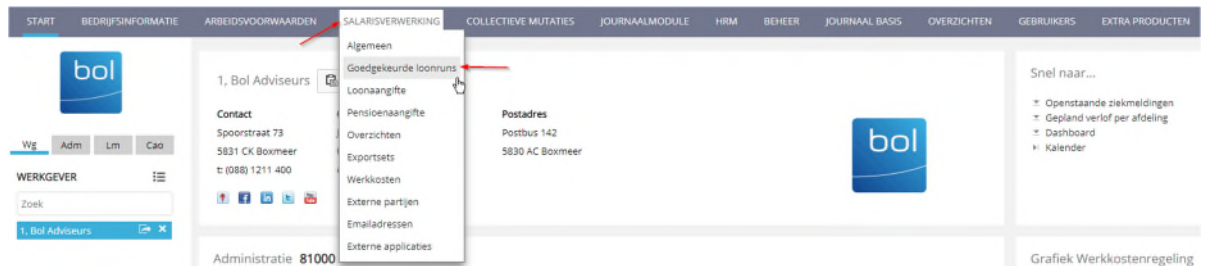 START BEDRIJFSINFORMATIE ARBEIDSVOORWAARDEN SALARISVERWERKING COLLECTIEVE MUTATIES JOURNAALMODULE HRM BEHEER JOURNAAL BASIS OVERZICHTEN GEBRUIKERS EXTRA PRODUCTEN
bol
Wg Adm Lm Cao
WERKGEVER
Zoek
1, Bol Adviseurs
1, Bol Adviseurs
Contact
Spoorstraat 73
5831 CK Boxmeer
t: (088) 1211 400
Algemeen
Goedgekeurde loonruns
Loonaangifte
Pensioenaangifte
Overzichten
Exportsets
Werkkosten
Externe partijen
Emailadressen
Externe applicaties
Postadres
Postbus 142
5830 AC Boxmeer
bol
Snel naar...
Openstaande ziekmeldingen
Gepland verlof per afdeling
Dashboard
Kalender
Administratie 81000
Grafiek Werkkostenregeling